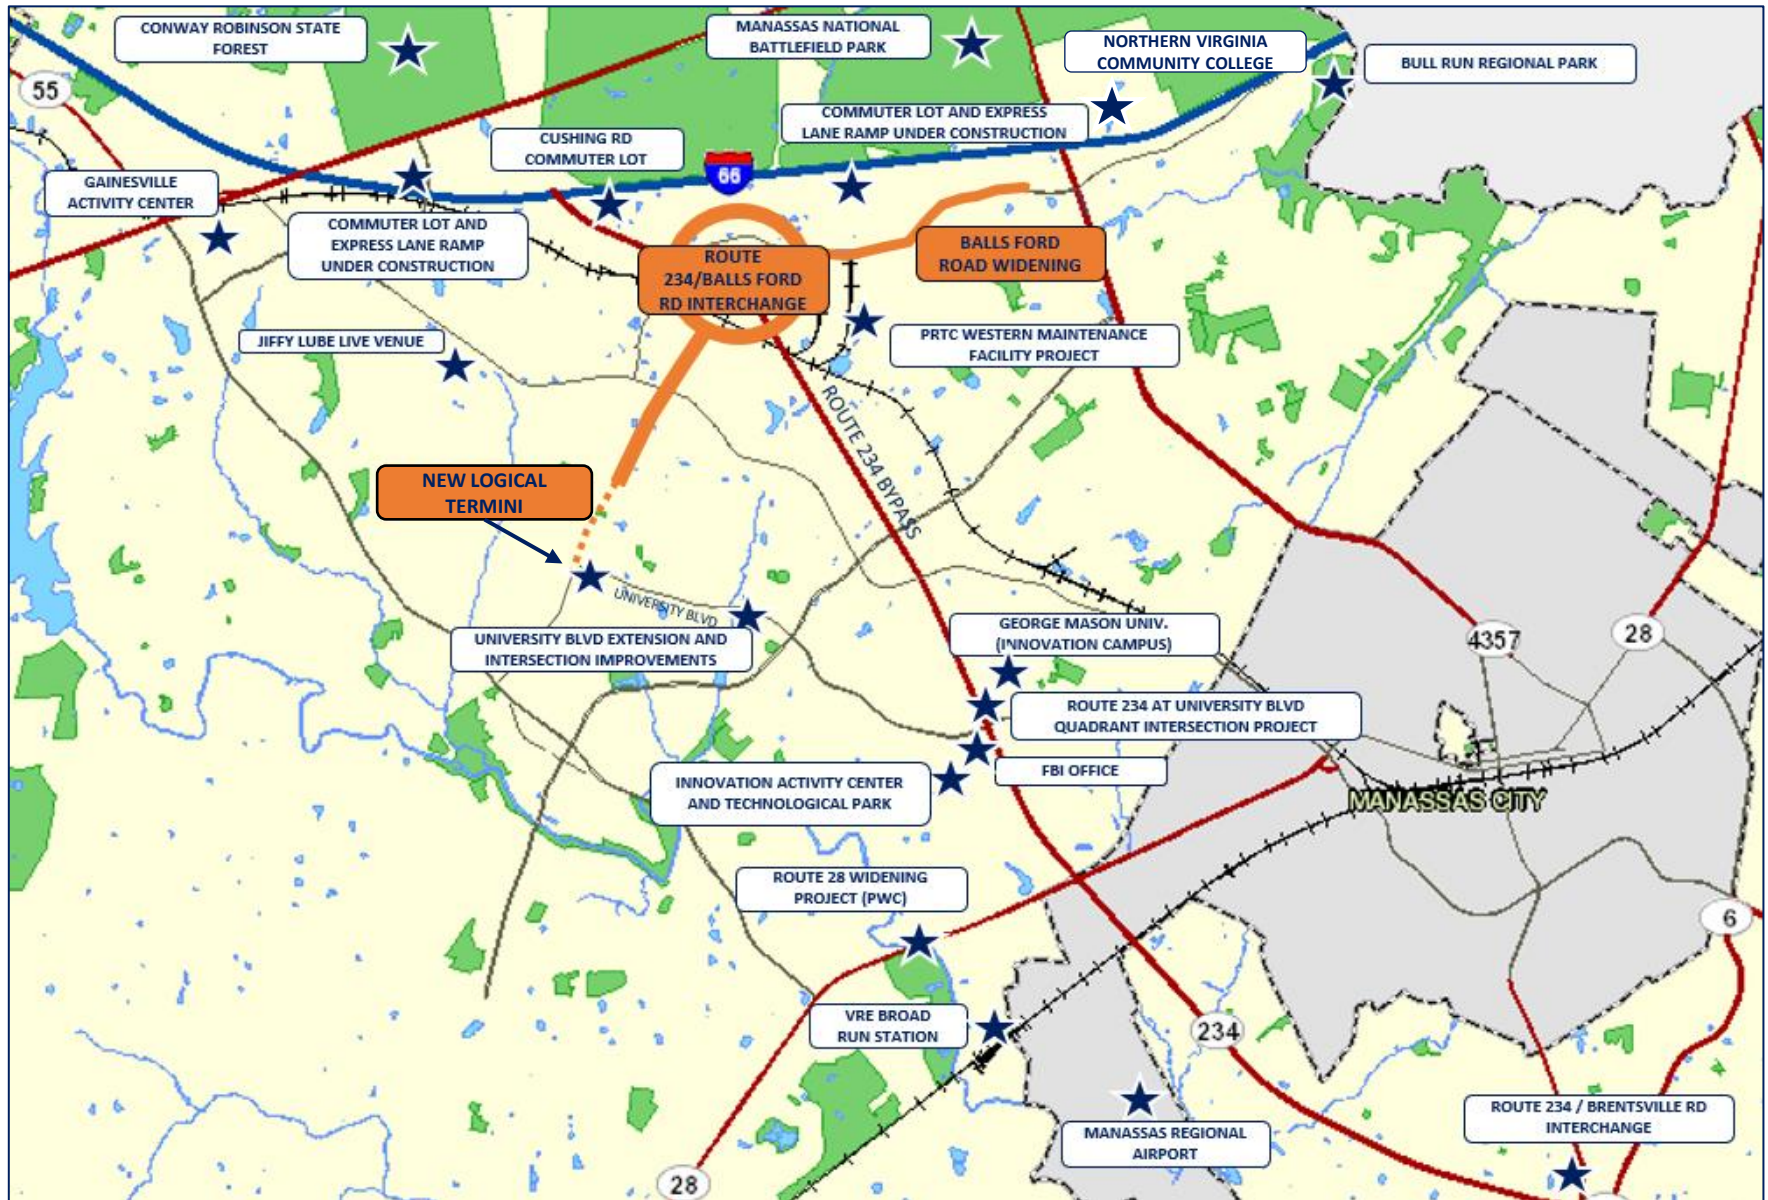 CONWAY ROBINSON STATE
FOREST
MANASSAS NATIONAL
BATTLEFIELD PARK
NORTHERN VIRGINIA
COMMUNITY COLLEGE
BULL RUN REGIONAL PARK
55
COMMUTER LOT AND EXPRESS
LANE RAMP UNDER CONSTRUCTION
CUSHING RD
COMMUTER LOT
66
GAINESVILLE
ACTIVITY CENTER
COMMUTER LOT AND
EXPRESS LANE RAMP
UNDER CONSTRUCTION
ROUTE
234/BALLS FORD
RD INTERCHANGE
BALLS FORD
ROAD WIDENING
JIFFY LUBE LIVE VENUE
PRTC WESTERN MAINTENANCE
FACILITY PROJECT
ROUTE 234 BYPASS
NEW LOGICAL
TERMINI
UNIVERSITY BLVD
UNIVERSITY BLVD EXTENSION AND
INTERSECTION IMPROVEMENTS
GEORGE MASON UNIV.
(INNOVATION CAMPUS)
4357
28
ROUTE 234 AT UNIVERSITY BLVD
QUADRANT INTERSECTION PROJECT
FBI OFFICE
INNOVATION ACTIVITY CENTER
AND TECHNOLOGICAL PARK
MANASSAS CITY
ROUTE 28 WIDENING
PROJECT (PWC)
6
VRE BROAD
RUN STATION
234
MANASSAS REGIONAL
AIRPORT
ROUTE 234 / BRENTSVILLE RD
INTERCHANGE
28